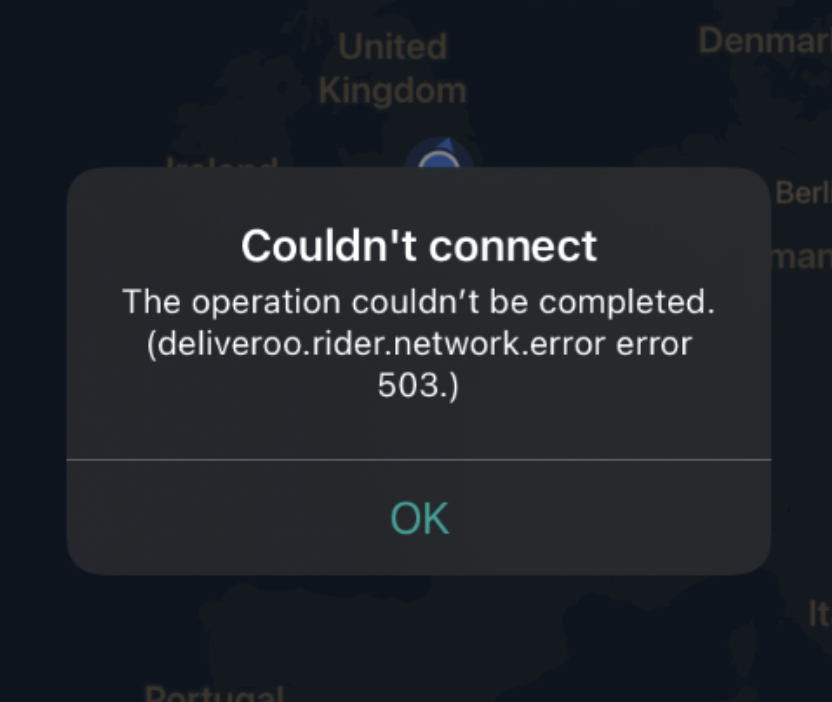 United
Kingdom
Denmar
Ireland
Berl
man
Couldn't connect
The operation couldn’t be completed.
(deliveroo.rider.network.error error
503.)
OK
It
Portugal